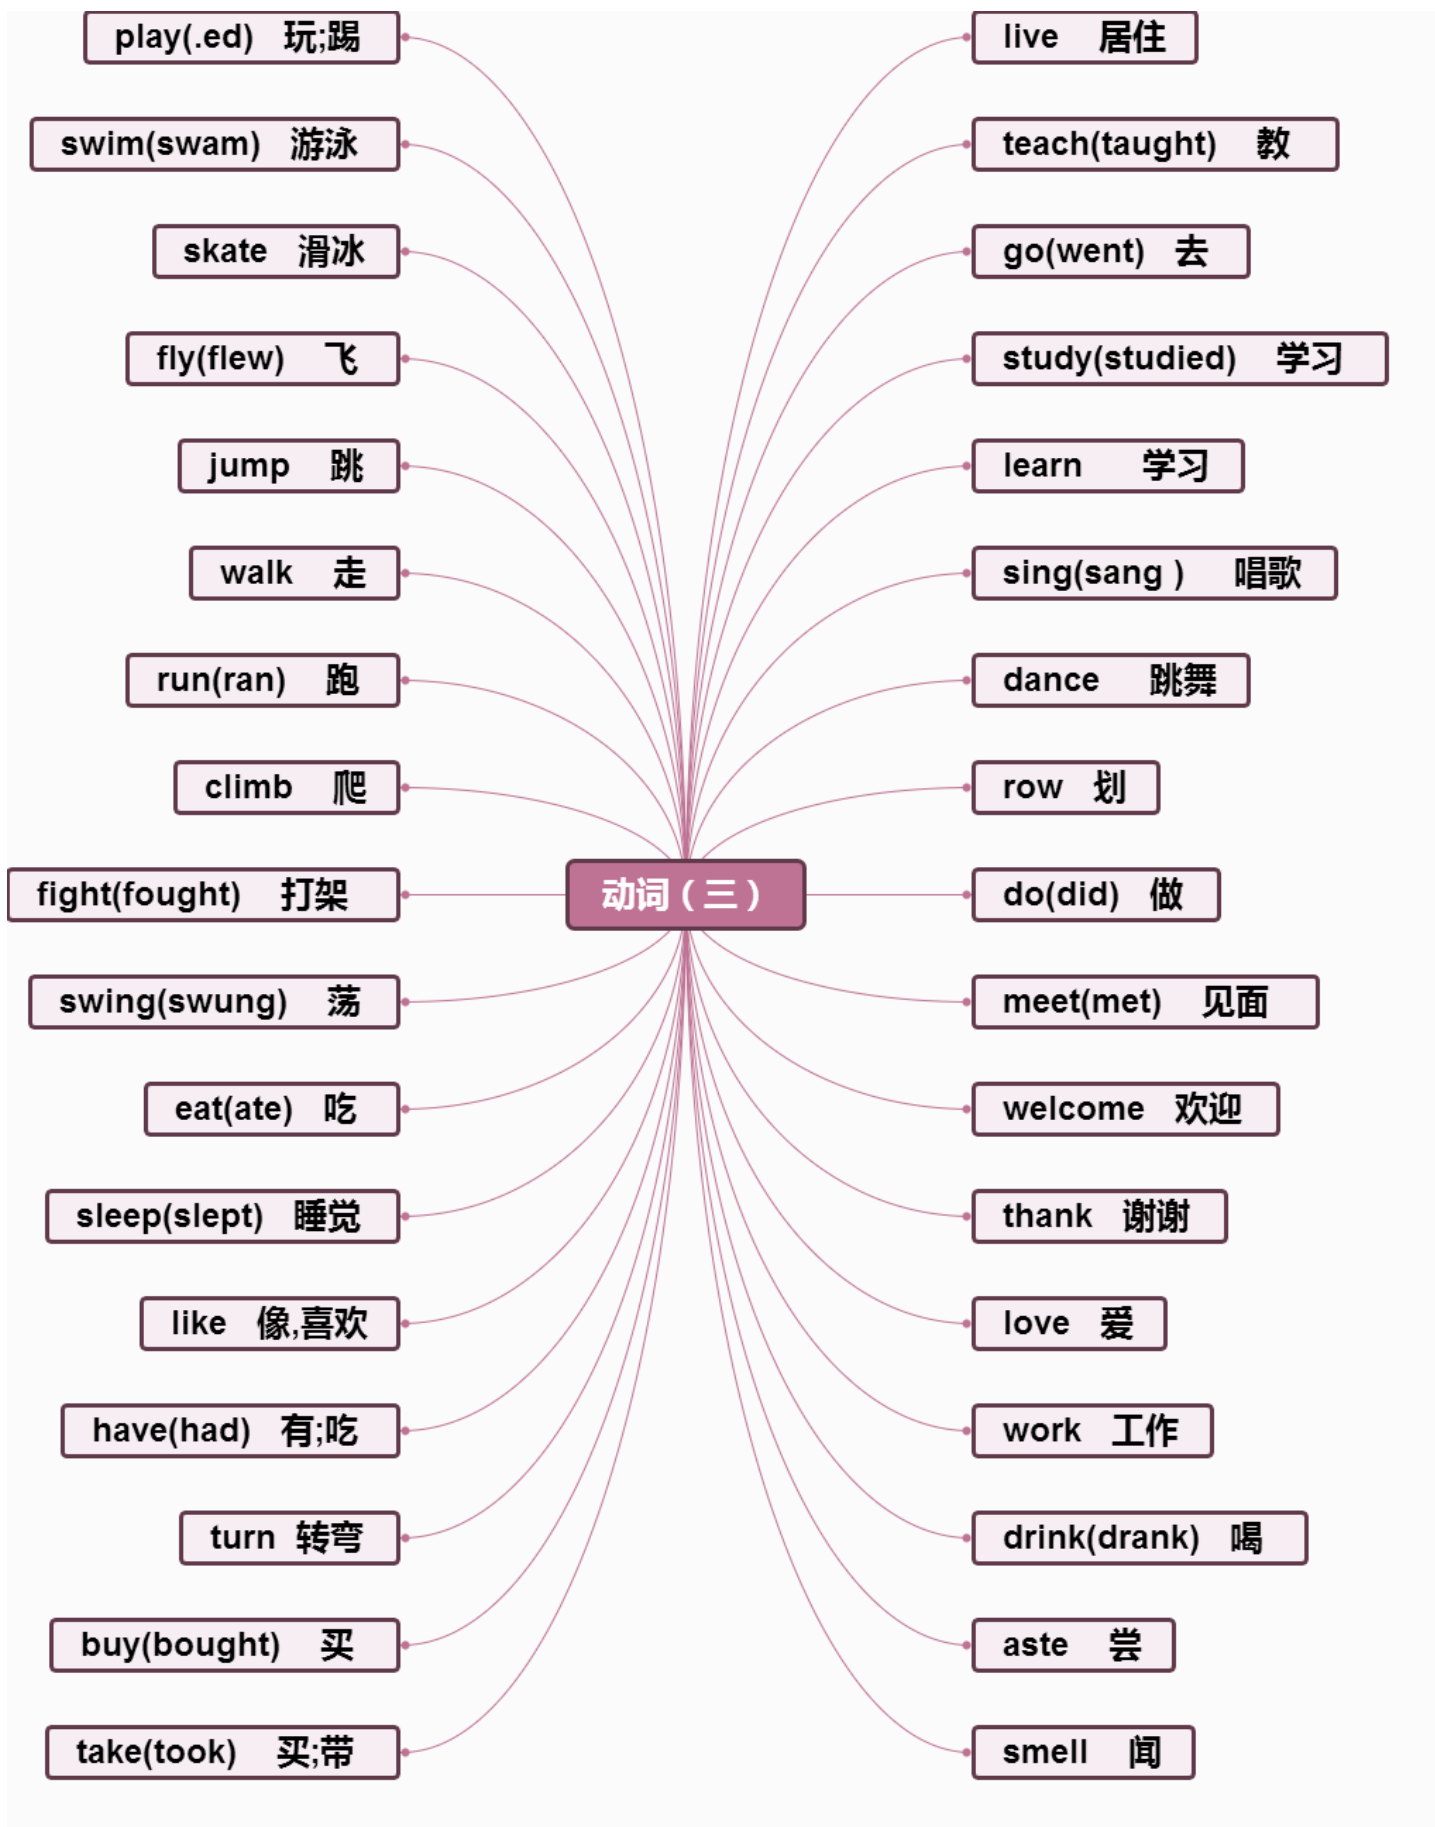 play(.ed) 玩;踢
swim(swam) 游泳
skate 滑冰
fly(flew) 飞
jump 跳
walk 走
run(ran) 跑
climb 爬
fight(fought) 打架
swing(swung) 荡
eat(ate) 吃
sleep(slept) 睡觉
like 像,喜欢
have(had) 有;吃
turn 转弯
buy(bought) 买
take(took) 买;带
动词（三）
live 居住
teach(taught) 教
go(went) 去
study(studied) 学习
learn 学习
sing(sang ) 唱歌
dance 跳舞
row 划
do(did) 做
meet(met) 见面
welcome 欢迎
thank 谢谢
love 爱
work 工作
drink(drank) 喝
aste 尝
smell 闻